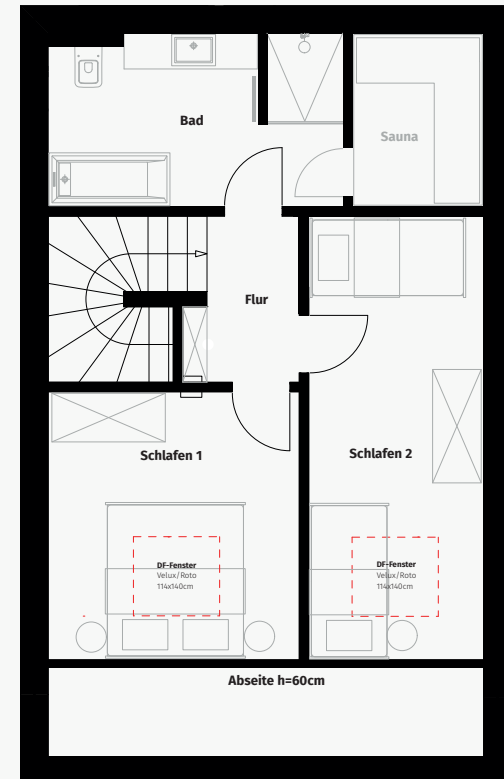 Bad
Sauna
Flur
Schlafen 1
Schlafen 2
DF-Fenster
Velux/Roto
114x140cm
DF-Fenster
Velux/Roto
114x140cm
Abseite h=60cm